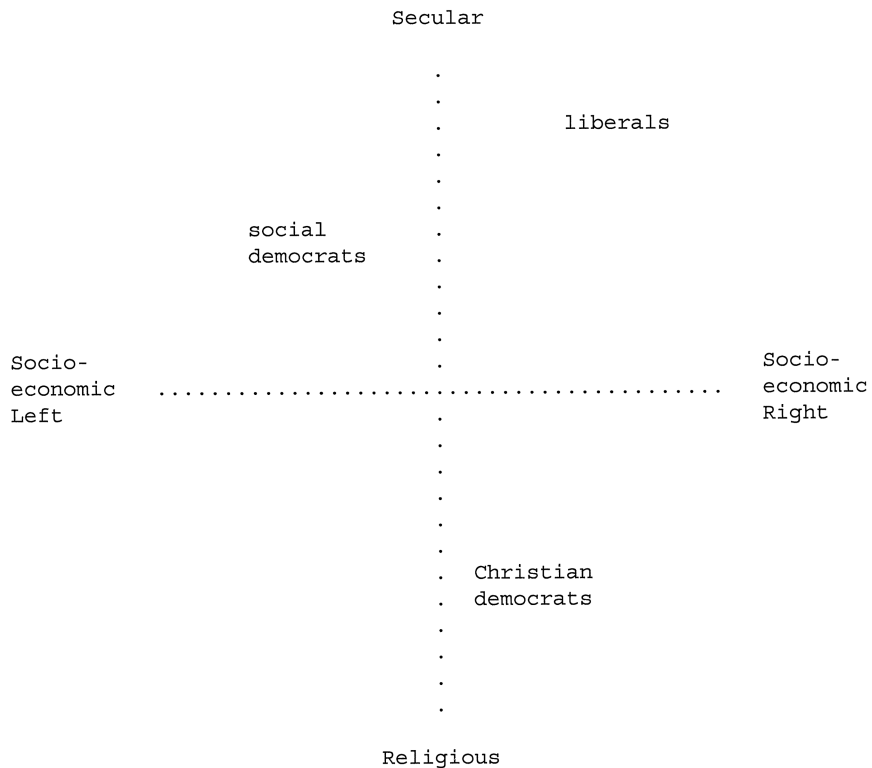 Secular
liberals
social
democrats
Socio-
economic
Left
Socio-
economic
Right
Christian
democrats
Religious